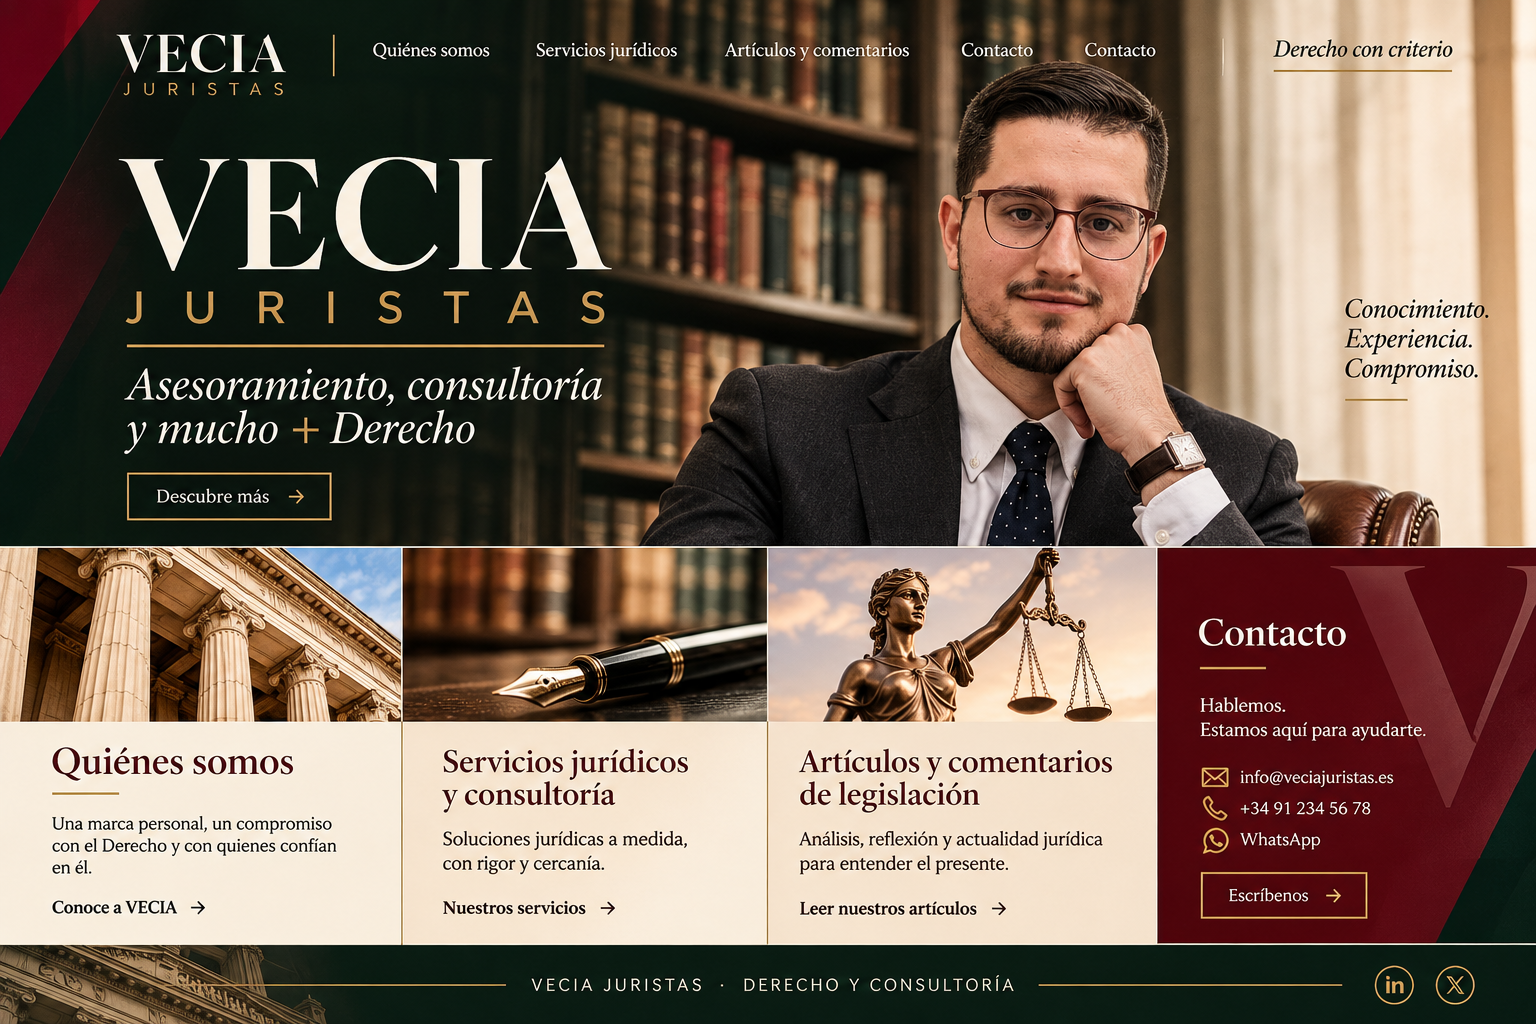 VECIA
JURISTAS
Quiénes somos
Servicios jurídicos
Artículos y comentarios
Contacto
Contacto
Derecho con criterio
VECIA
JURISTAS
Asesoramiento, consultoría
y mucho + Derecho
Descubre más →
Conocimiento.
Experiencia.
Compromiso.
Quiénes somos
Una marca personal, un compromiso
con el Derecho y con quienes confían
en él.
Conoce a VECIA →
Servicios jurídicos
y consultoría
Soluciones jurídicas a medida,
con rigor y cercanía.
Nuestros servicios →
Artículos y comentarios
de legislación
Análisis, reflexión y actualidad jurídica
para entender el presente.
Leer nuestros artículos →
V
Contacto
Hablemos.
Estamos aquí para ayudarte.
info@veciajuristas.es
+34 91 234 56 78
WhatsApp
Escríbenos →
VECIA JURISTAS · DERECHO Y CONSULTORÍA
in
X